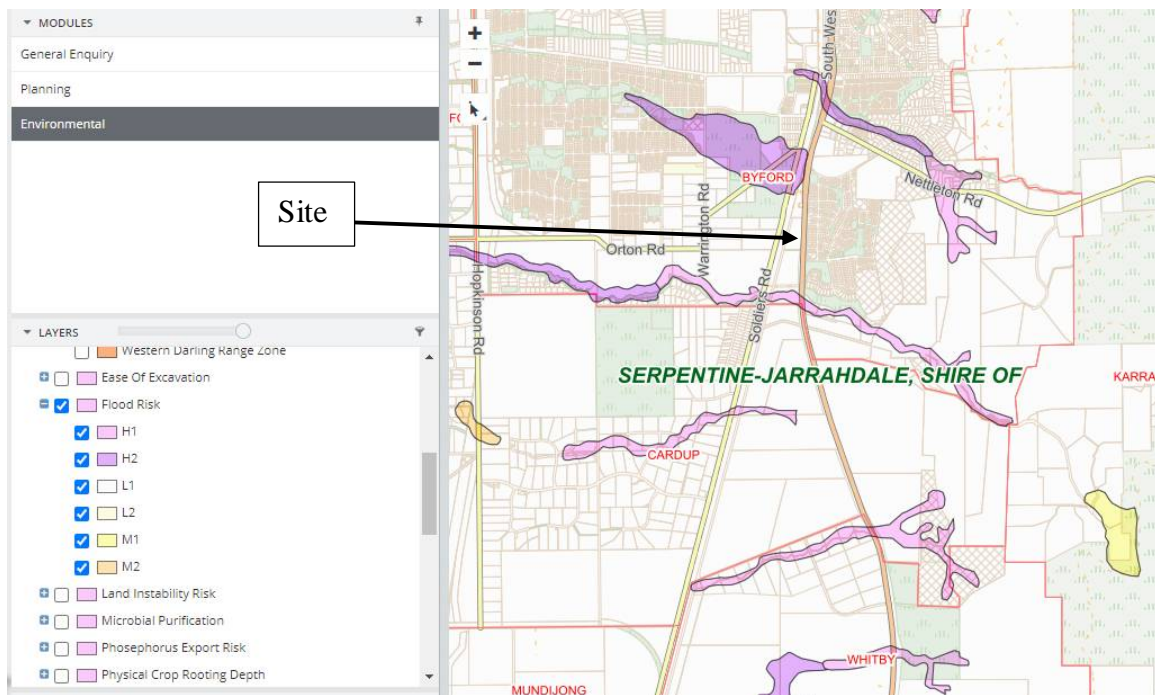 MODULES
General Enquiry
Planning
Environmental
Site
LAYERS
Western Darling Range Zone
Ease Of Excavation
Flood Risk
H1
H2
L1
L2
M1
M2
Land Instability Risk
Microbial Purification
Phosephorus Export Risk
Physical Crop Rooting Depth
+
−
South Wes
BYFORD
Nettleton Rd
Warrington Rd
Orton Rd
Hopkinson Rd
Soldiers Rd
SERPENTINE-JARRAHDALE, SHIRE OF
KARRA
CARDUP
WHITBY
MUNDIJONG